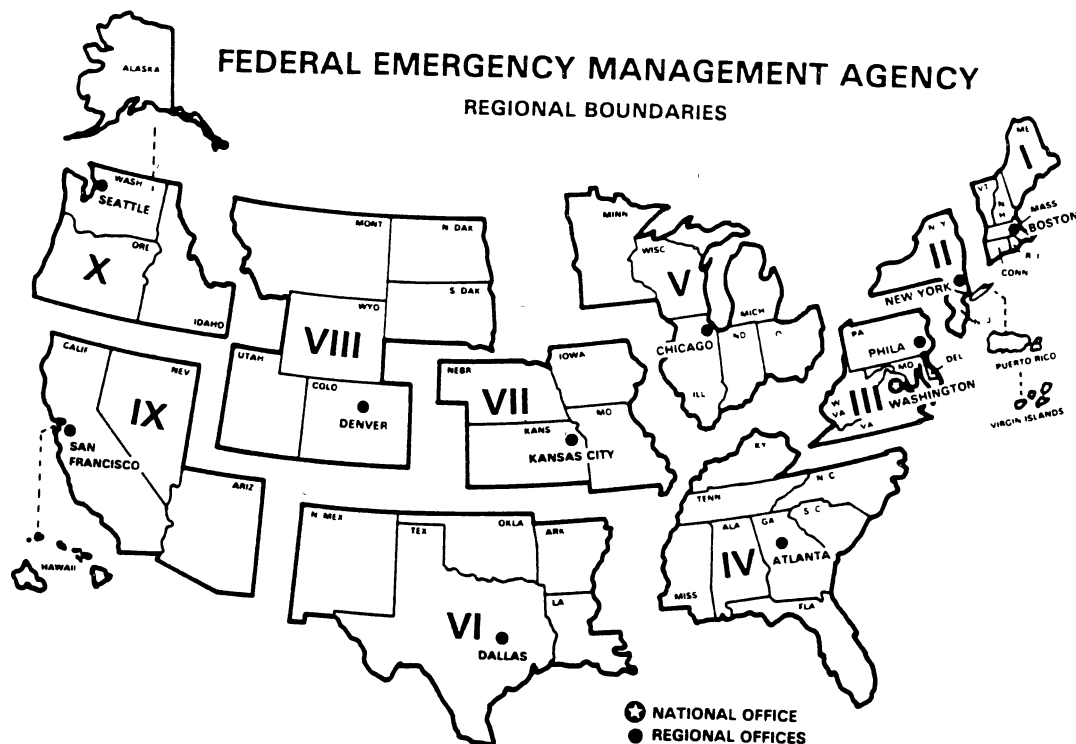 FEDERAL EMERGENCY MANAGEMENT AGENCY
REGIONAL BOUNDARIES
ALASKA
WASH
SEATTLE
ORE
X
IDAHO
MONT
N DAK
S DAK
WYO
VIII
UTAH
COLO
DENVER
CALIF
NEV
IX
SAN
FRANCISCO
ARIZ
HAWAII
MINN
WISC
V
MICH
CHICAGO
IND
O
ILL
NEBR
IOWA
VII
KANS
MO
KANSAS CITY
N MEX
TEX
OKLA
ARK
LA
VI
DALLAS
ME
I
VT
N
H
MASS
BOSTON
R I
CONN
N Y
II
NEW YORK
N J
PUERTO RICO
VIRGIN ISLANDS
PA
PHILA
DEL
MD
WASHINGTON
III
W
VA
VA
KY
TENN
N C
S C
ALA
GA
IV
ATLANTA
MISS
FLA
NATIONAL OFFICE
REGIONAL OFFICES